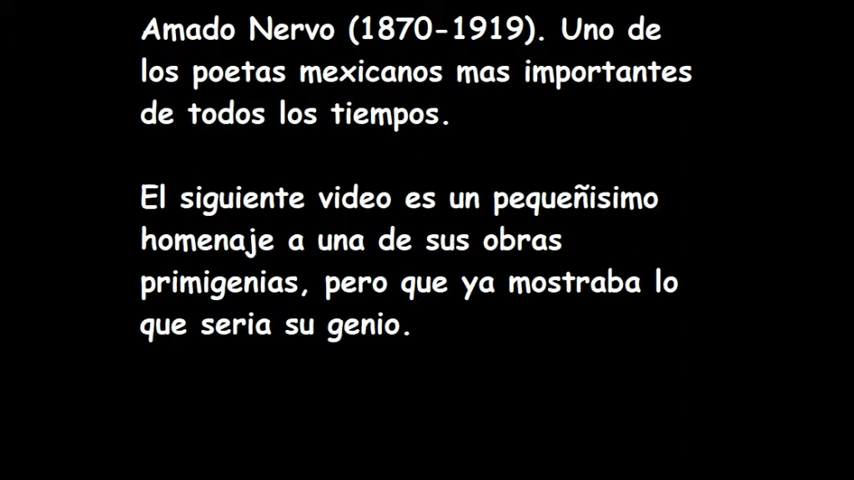 Amado Nervo (1870-1919). Uno de
los poetas mexicanos mas importantes
de todos los tiempos.
El siguiente video es un pequeñisimo
homenaje a una de sus obras
primigenias, pero que ya mostraba lo
que seria su genio.